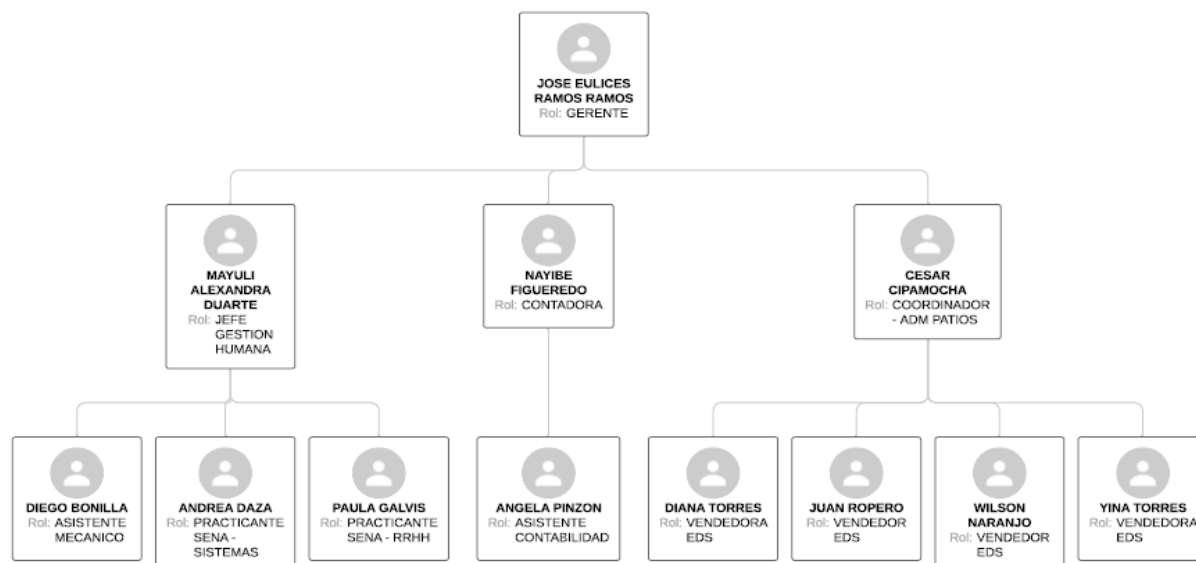 JOSE EULICES
RAMOS RAMOS
Rol: GERENTE
MAYULI
ALEXANDRA
DUARTE
Rol: JEFE
GESTION
HUMANA
NAYIBE
FIGUEREDO
Rol: CONTADORA
CESAR
CIPAMOCHA
Rol: COORDINADOR
- ADM PATIOS
DIEGO BONILLA
Rol: ASISTENTE
MECANICO
ANDREA DAZA
Rol: PRACTICANTE
SENA -
SISTEMAS
PAULA GALVIS
Rol: PRACTICANTE
SENA - RRHH
ANGELA PINZON
Rol: ASISTENTE
CONTABILIDAD
DIANA TORRES
Rol: VENDEDORA
EDS
JUAN ROPERO
Rol: VENDEDOR
EDS
WILSON
NARANJO
Rol: VENDEDOR
EDS
YINA TORRES
Rol: VENDEDORA
EDS